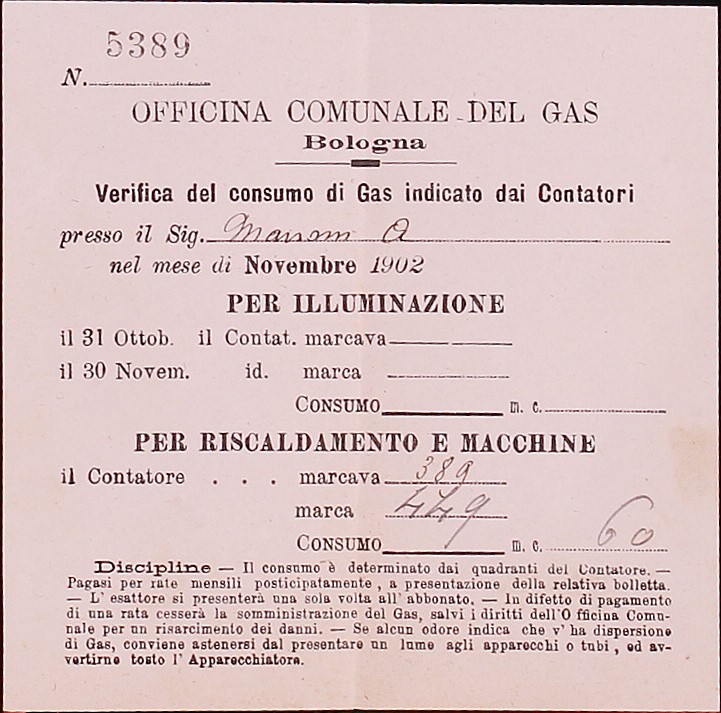 5389
N.
OFFICINA COMUNALE DEL GAS
Bologna
Verifica del consumo di Gas indicato dai Contatori
presso il Sig. A
nel mese di Novembre 1902
PER ILLUMINAZIONE
il 31 Ottob. il Contat. marcava
il 30 Novem. id. marca
CONSUMO m. c.
PER RISCALDAMENTO E MACCHINE
il Contatore . . . marcava 389
marca 449
CONSUMO m. c. 60
Discipline — Il consumo è determinato dai quadranti del Contatore. —
Pagasi per rate mensili posticipatamente, a presentazione della relativa bolletta.
— L' esattore si presenterà una sola volta all' abbonato. — In difetto di pagamento
di una rata cesserà la somministrazione del Gas, salvi i diritti dell'O fficina Comu-
nale per un risarcimento dei danni. — Se alcun odore indica che v' ha dispersione
di Gas, conviene astenersi dal presentare un lume agli apparecchi o tubi, ed av-
vertirne tosto l' Apparecchiatore.